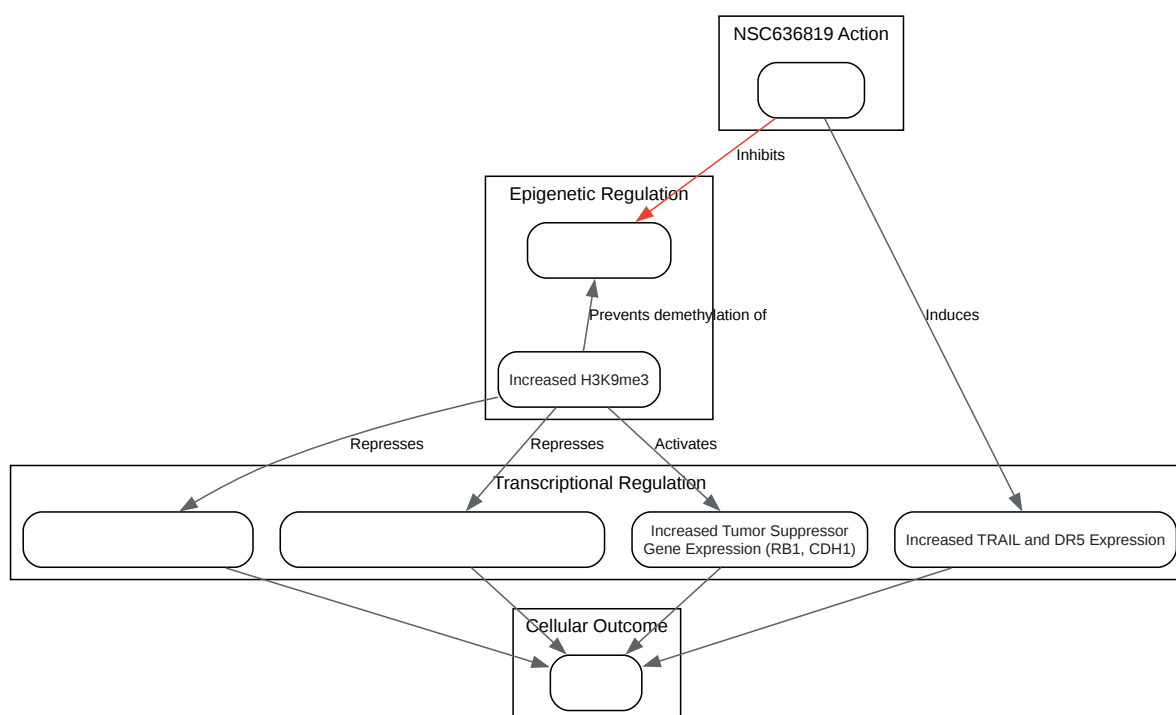 NSC636819 Action
Inhibits
Epigenetic Regulation
Prevents demethylation of
Induces
Increased H3K9me3
Represses
Represses
Activates
Transcriptional Regulation
Increased Tumor Suppressor
Gene Expression (RB1, CDH1)
Increased TRAIL and DR5 Expression
Cellular Outcome